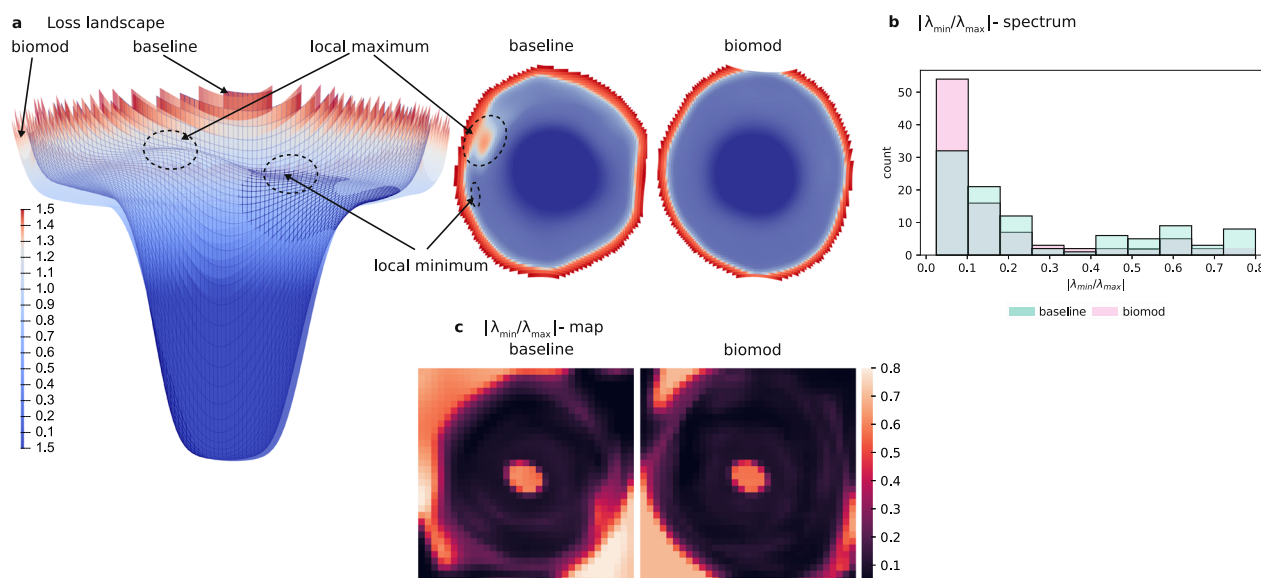 a Loss landscape
biomod
baseline
local maximum
baseline
biomod
local minimum
1.5
1.4
1.3
1.2
1.1
1.0
0.9
0.8
0.7
0.6
0.5
0.4
0.3
0.2
0.1
1.5
b |λmin/λmax|- spectrum
count
50
40
30
20
10
0
0.0 0.1 0.2 0.3 0.4 0.5 0.6 0.7 0.8
|λmin/λmax|
baseline biomod
c |λmin/λmax|- map
baseline biomod
0.8
0.7
0.6
0.5
0.4
0.3
0.2
0.1